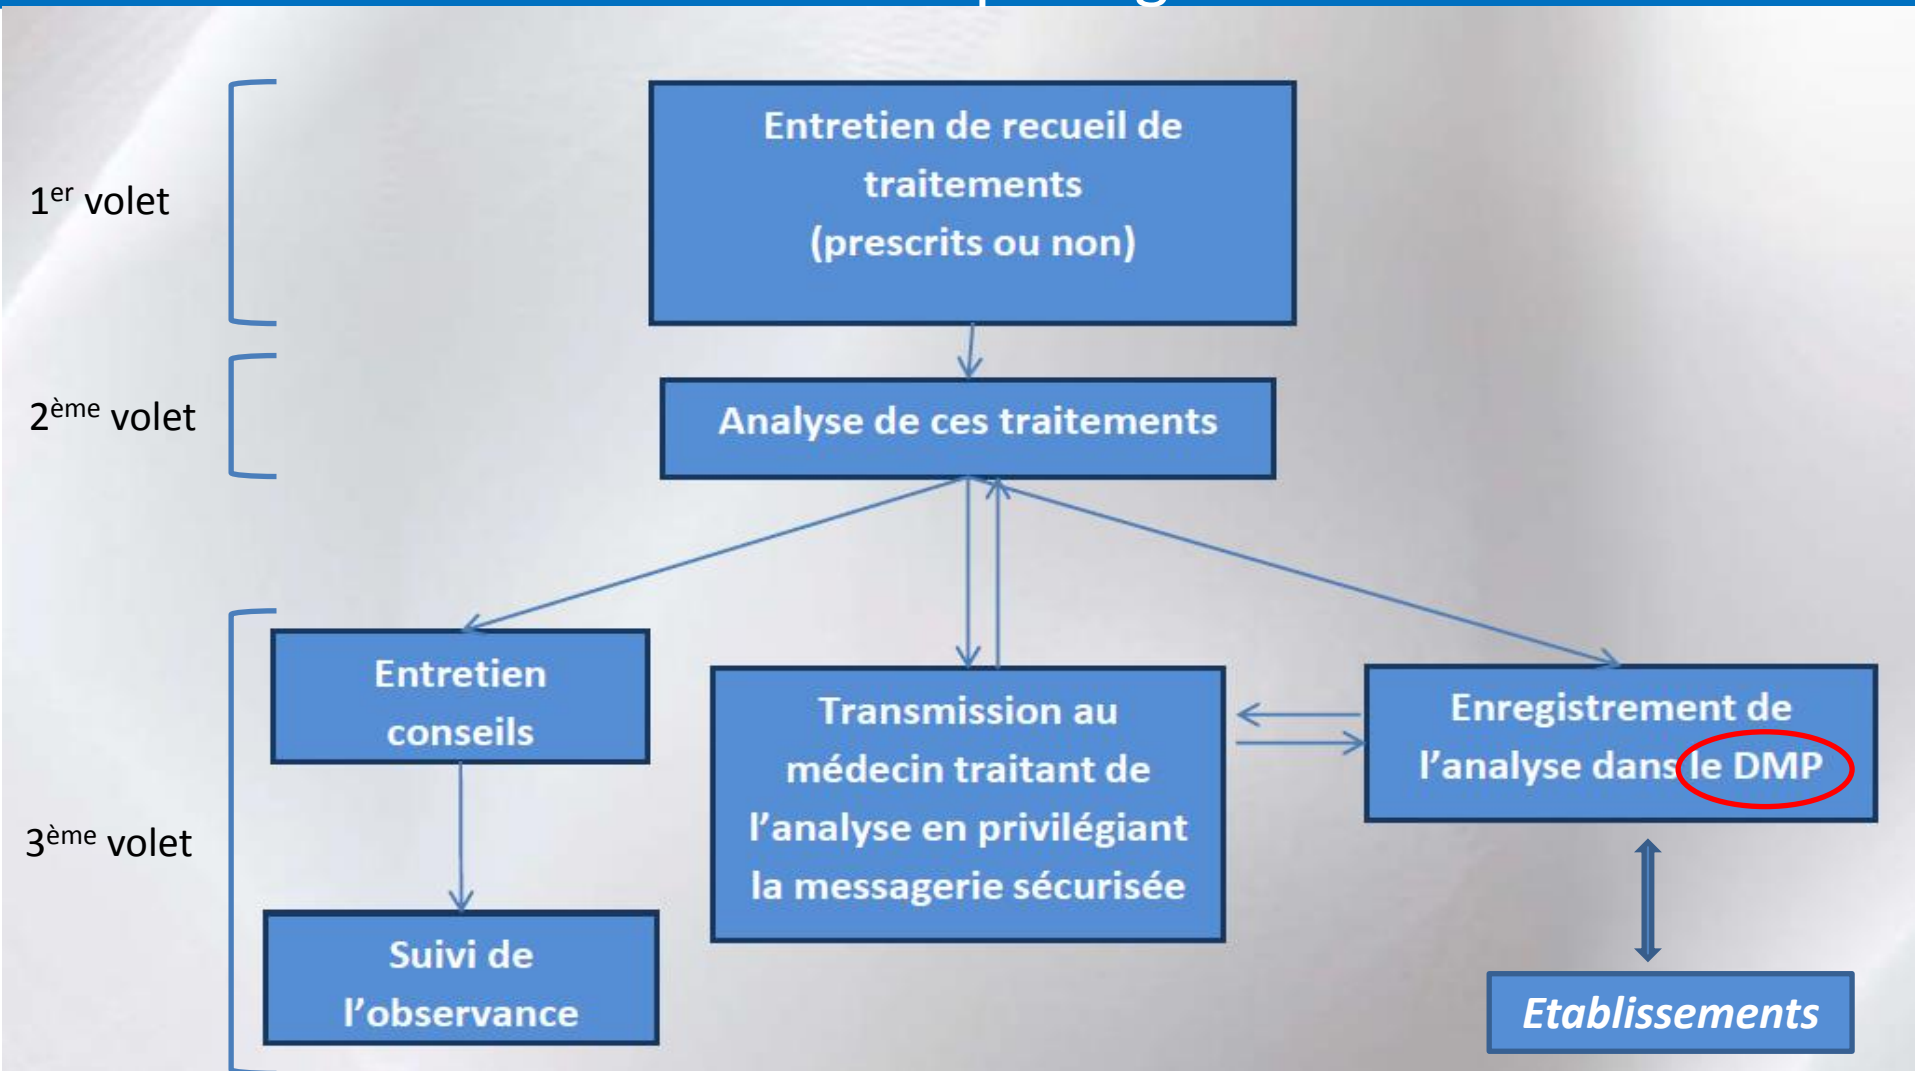 1er volet
Entretien de recueil de
traitements
(prescrits ou non)
2ème volet
Analyse de ces traitements
3ème volet
Entretien
conseils
Suivi de
l'observance
Transmission au
médecin traitant de
l'analyse en privilégiant
la messagerie sécurisée
Enregistrement de
l'analyse dans le DMP
Etablissements